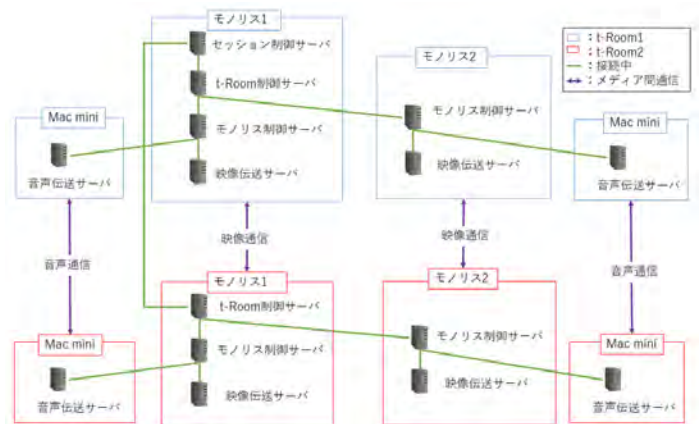 モノリス1
セッション制御サーバ
t-Room制御サーバ
モノリス制御サーバ
映像伝送サーバ
モノリス2
モノリス制御サーバ
映像伝送サーバ
Mac mini
音声伝送サーバ
Mac mini
音声伝送サーバ
:t-Room1
:t-Room2
:接続中
:メディア間通信
音声通信
映像通信
映像通信
音声通信
モノリス1
t-Room制御サーバ
モノリス制御サーバ
映像伝送サーバ
モノリス2
モノリス制御サーバ
映像伝送サーバ
Mac mini
音声伝送サーバ
Mac mini
音声伝送サーバ